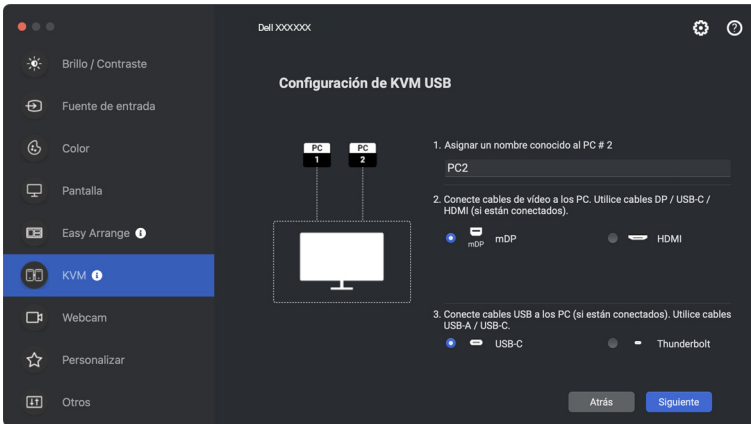 Dell XXXXXX
Brillo / Contraste
Fuente de entrada
Color
Pantalla
Easy Arrange
KVM
Webcam
Personalizar
Otros
Configuración de KVM USB
PC PC
1 2
1. Asignar un nombre conocido al PC # 2
PC2
2. Conecte cables de vídeo a los PC. Utilice cables DP / USB-C /
HDMI (si están conectados).
mDP mDP HDMI
3. Conecte cables USB a los PC (si están conectados). Utilice cables
USB-A / USB-C.
USB-C Thunderbolt
Atrás Siguiente